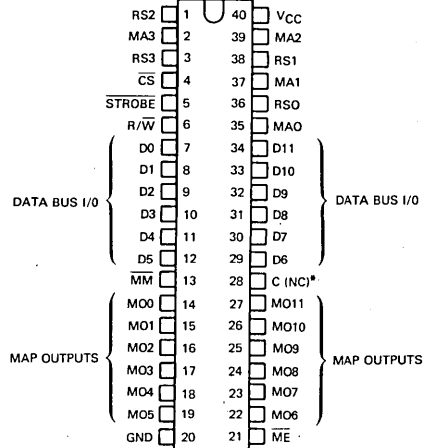 RS2 1 40 VCC
MA3 2 39 MA2
RS3 3 38 RS1
CS 4 37 MA1
STROBE 5 36 RS0
R/W 6 35 MA0
D0 7 34 D11
D1 8 33 D10
D2 9 32 D9
DATA BUS I/0 DATA BUS I/0
D3 10 31 D8
D4 11 30 D7
D5 12 29 D6
MM 13 28 C (NC)*
MO0 14 27 MO11
MO1 15 26 MO10
MO2 16 25 MO9
MAP OUTPUTS MAP OUTPUTS
MO3 17 24 MO8
MO4 18 23 MO7
MO5 19 22 MO6
GND 20 21 ME